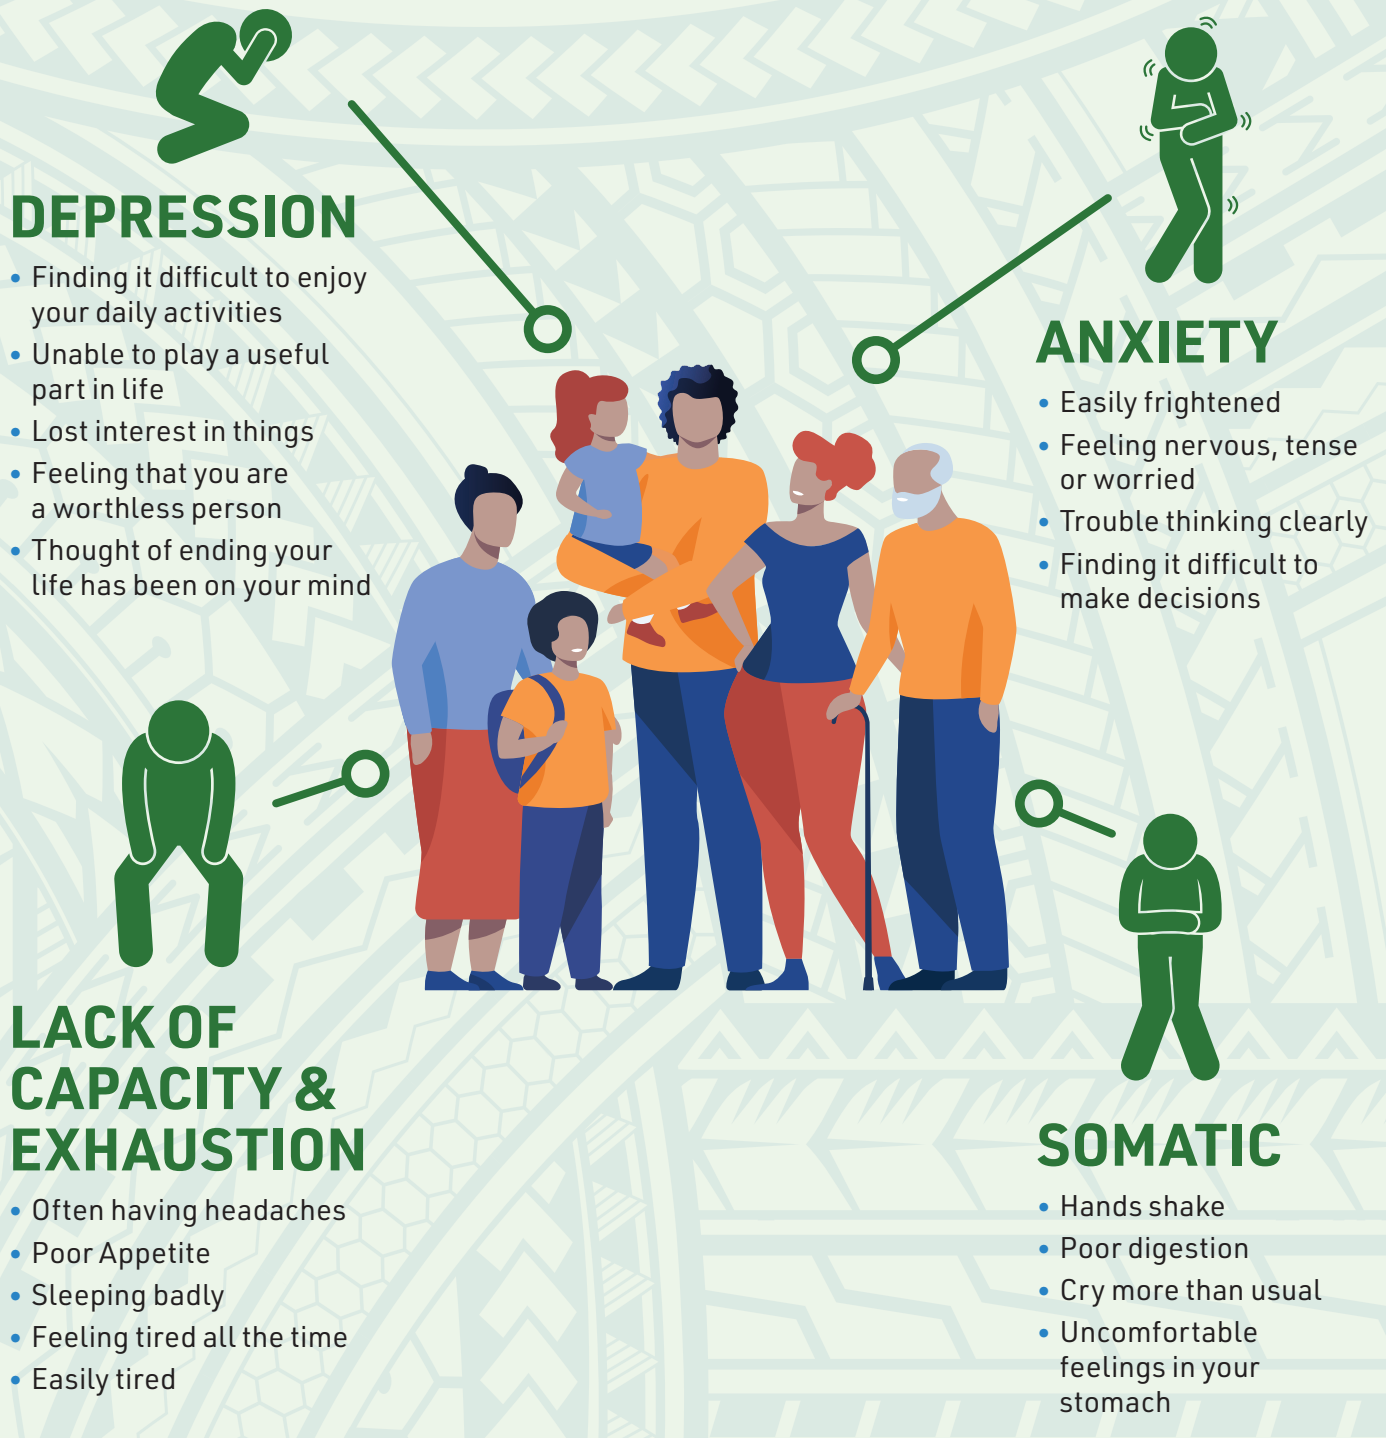 DEPRESSION
• Finding it difficult to enjoy
your daily activities
• Unable to play a useful
part in life
• Lost interest in things
• Feeling that you are
a worthless person
• Thought of ending your
life has been on your mind
ANXIETY
• Easily frightened
• Feeling nervous, tense
or worried
• Trouble thinking clearly
• Finding it difficult to
make decisions
LACK OF
CAPACITY &
EXHAUSTION
• Often having headaches
• Poor Appetite
• Sleeping badly
• Feeling tired all the time
• Easily tired
SOMATIC
• Hands shake
• Poor digestion
• Cry more than usual
• Uncomfortable
feelings in your
stomach